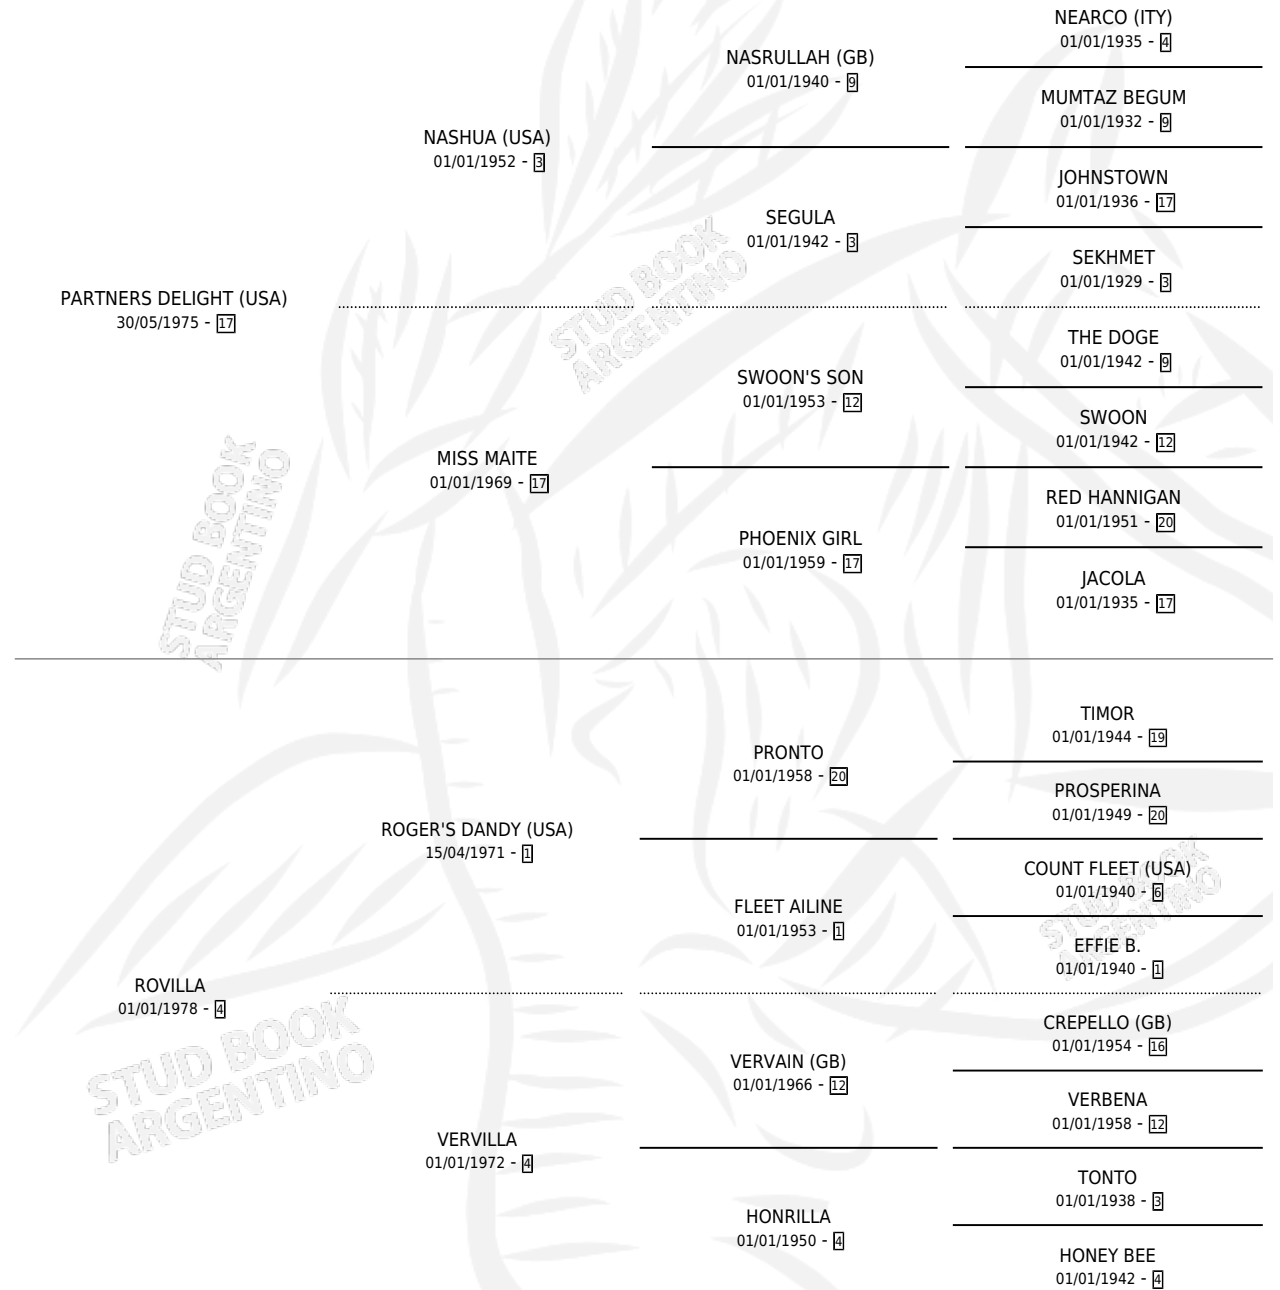 PARTNERS DELIGHT (USA)
30/05/1975 - 17
NASHUA (USA)
01/01/1952 - 3
MISS MAITE
01/01/1969 - 17
NASRULLAH (GB)
01/01/1940 - 9
SEGULA
01/01/1942 - 3
SWOON'S SON
01/01/1953 - 12
PHOENIX GIRL
01/01/1959 - 17
NEARCO (ITY)
01/01/1935 - 4
MUMTAZ BEGUM
01/01/1932 - 9
JOHNSTOWN
01/01/1936 - 17
SEKHMET
01/01/1929 - 3
THE DOGE
01/01/1942 - 9
SWOON
01/01/1942 - 12
RED HANNIGAN
01/01/1951 - 20
JACOLA
01/01/1935 - 17
ROVILLA
01/01/1978 - 4
ROGER'S DANDY (USA)
15/04/1971 - 1
VERVILLA
01/01/1972 - 4
PRONTO
01/01/1958 - 20
FLEET AILINE
01/01/1953 - 1
VERVAIN (GB)
01/01/1966 - 12
HONRILLA
01/01/1950 - 4
TIMOR
01/01/1944 - 19
PROSPERINA
01/01/1949 - 20
COUNT FLEET (USA)
01/01/1940 - 6
EFFIE B.
01/01/1940 - 1
CREPELLO (GB)
01/01/1954 - 16
VERBENA
01/01/1958 - 12
TONTO
01/01/1938 - 3
HONEY BEE
01/01/1942 - 4
STUD BOOK
ARGENTINO
STUD BOOK
ARGENTINO
STUD BOOK
ARGENTINO
STUD BOOK
ARGENTINO